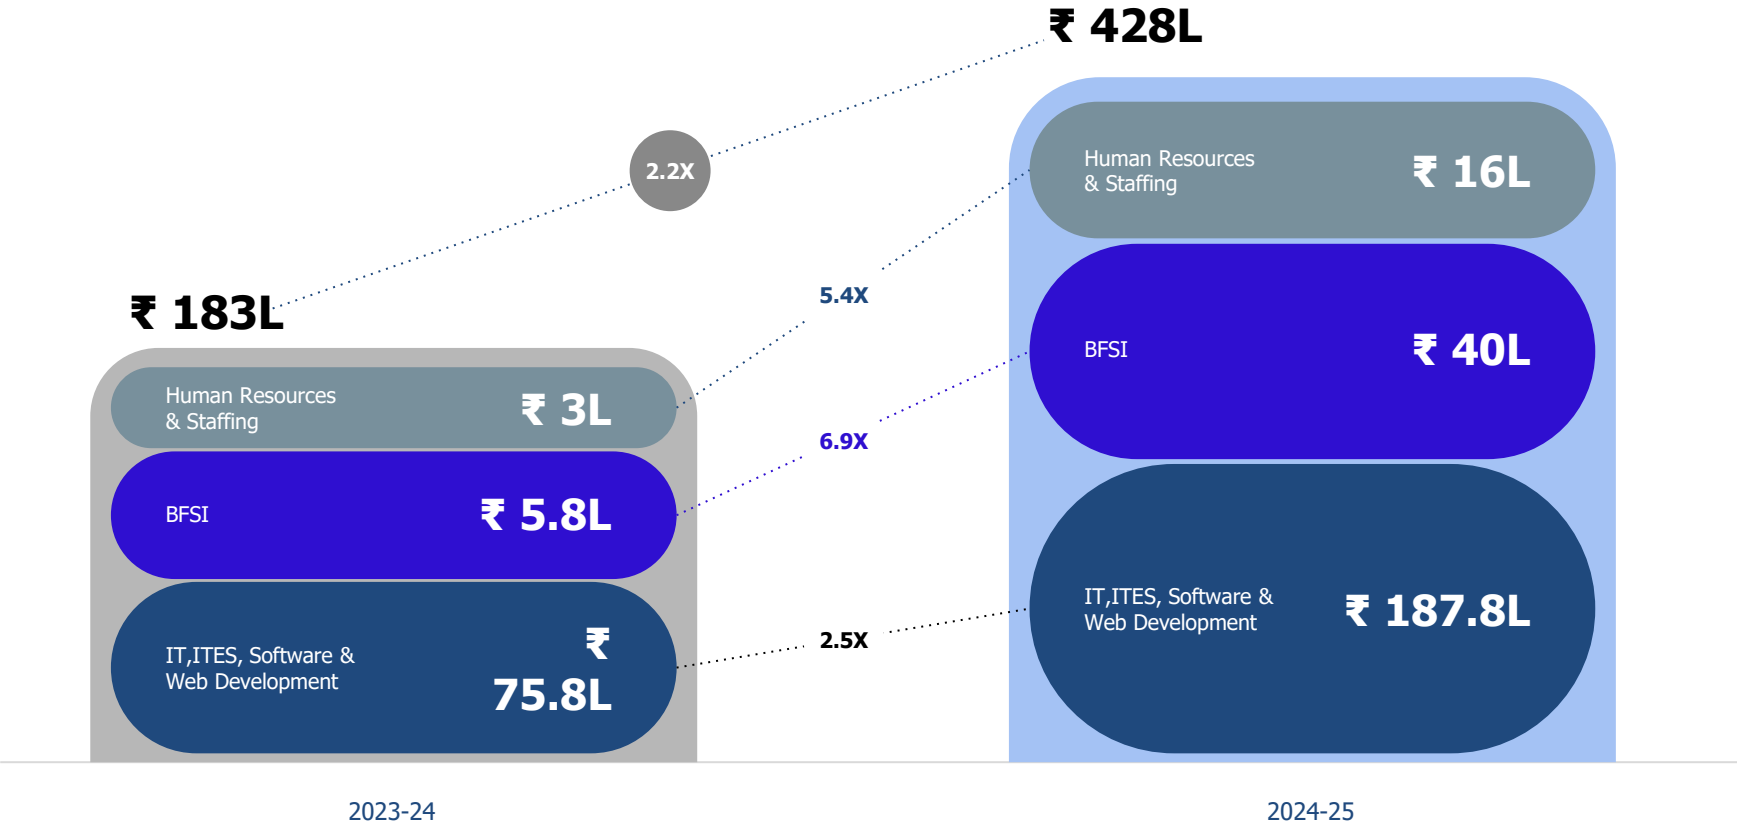 ₹ 428L
2.2X
₹ 183L
Human Resources
& Staffing
₹ 3L
BFSI
₹ 5.8L
IT,ITES, Software &
Web Development
₹
75.8L
5.4X
6.9X
2.5X
Human Resources
& Staffing
₹ 16L
BFSI
₹ 40L
IT,ITES, Software &
Web Development
₹ 187.8L
2023-24
2024-25